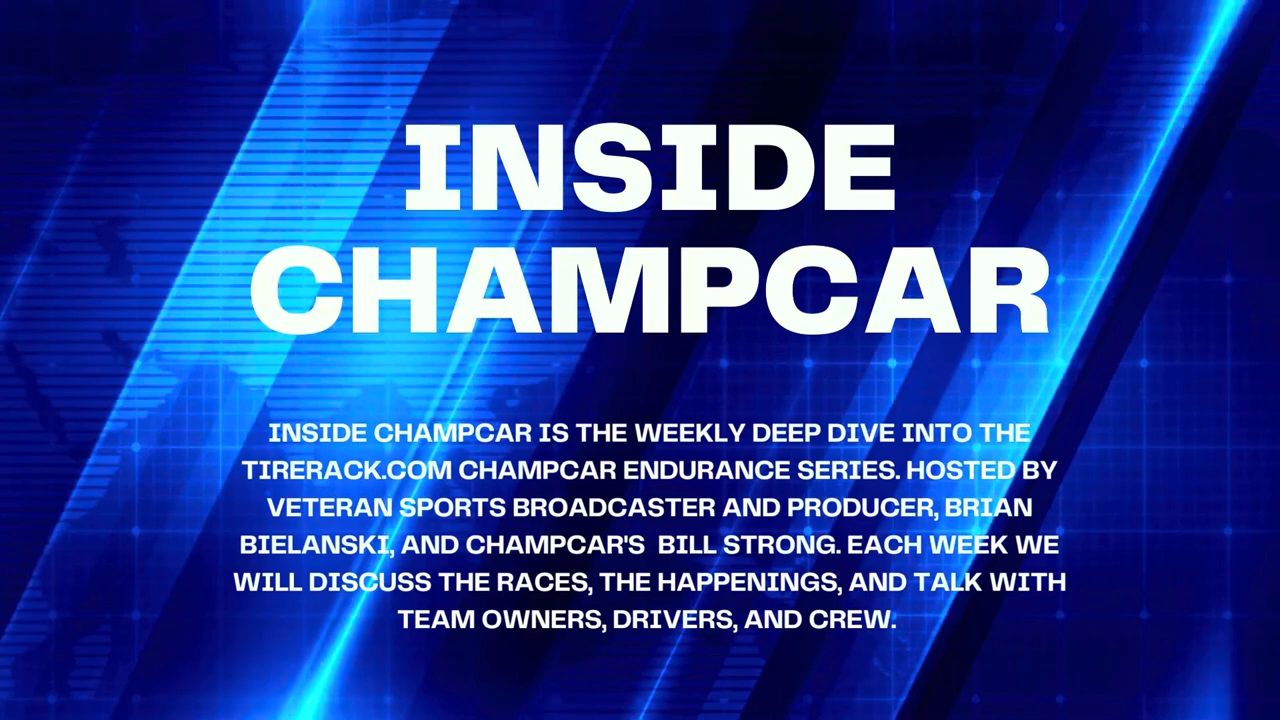 INSIDE
CHAMPCAR
INSIDE CHAMPCAR IS THE WEEKLY DEEP DIVE INTO THE
TIRERACK.COM CHAMPCAR ENDURANCE SERIES. HOSTED BY
VETERAN SPORTS BROADCASTER AND PRODUCER, BRIAN
BIELANSKI, AND CHAMPCAR'S  BILL STRONG. EACH WEEK WE
WILL DISCUSS THE RACES, THE HAPPENINGS, AND TALK WITH
TEAM OWNERS, DRIVERS, AND CREW.